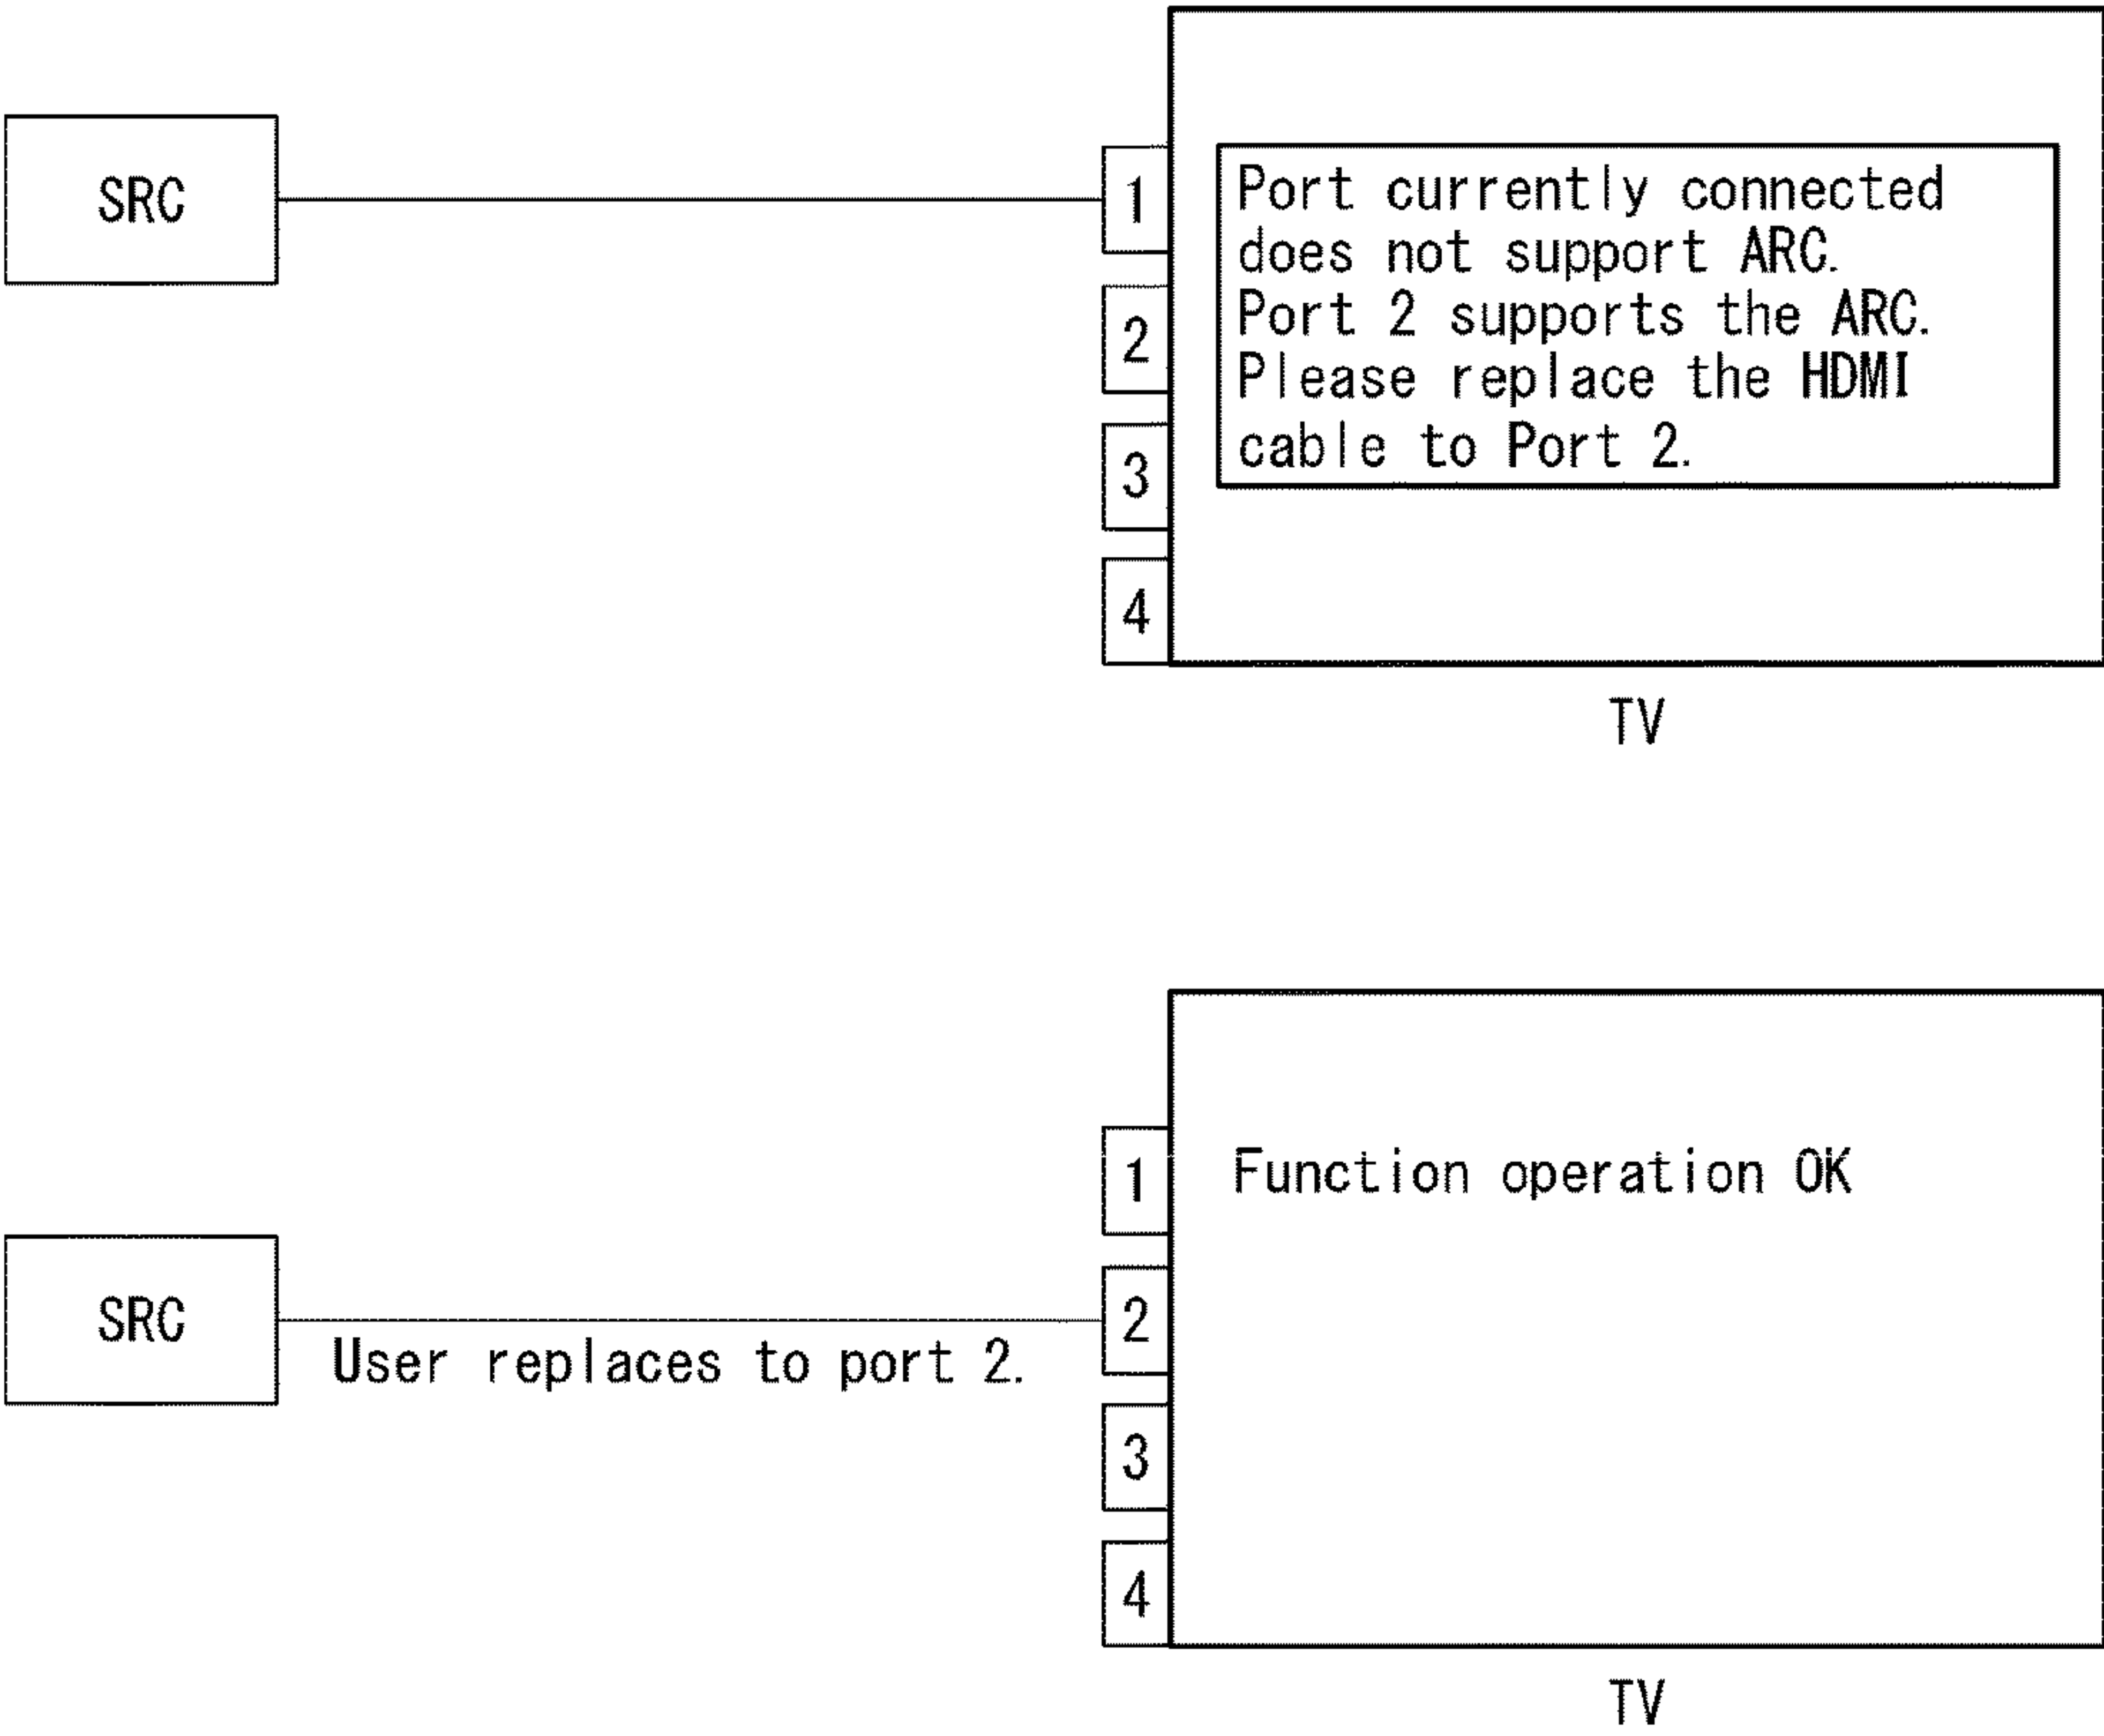 SRC
1
Port currently connected
does not support ARC.
2
Port 2 supports the ARC.
Please replace the HDMI
3
cable to Port 2.
4
TV
1
Function operation OK
SRC
2
User replaces to port 2.
3
4
TV